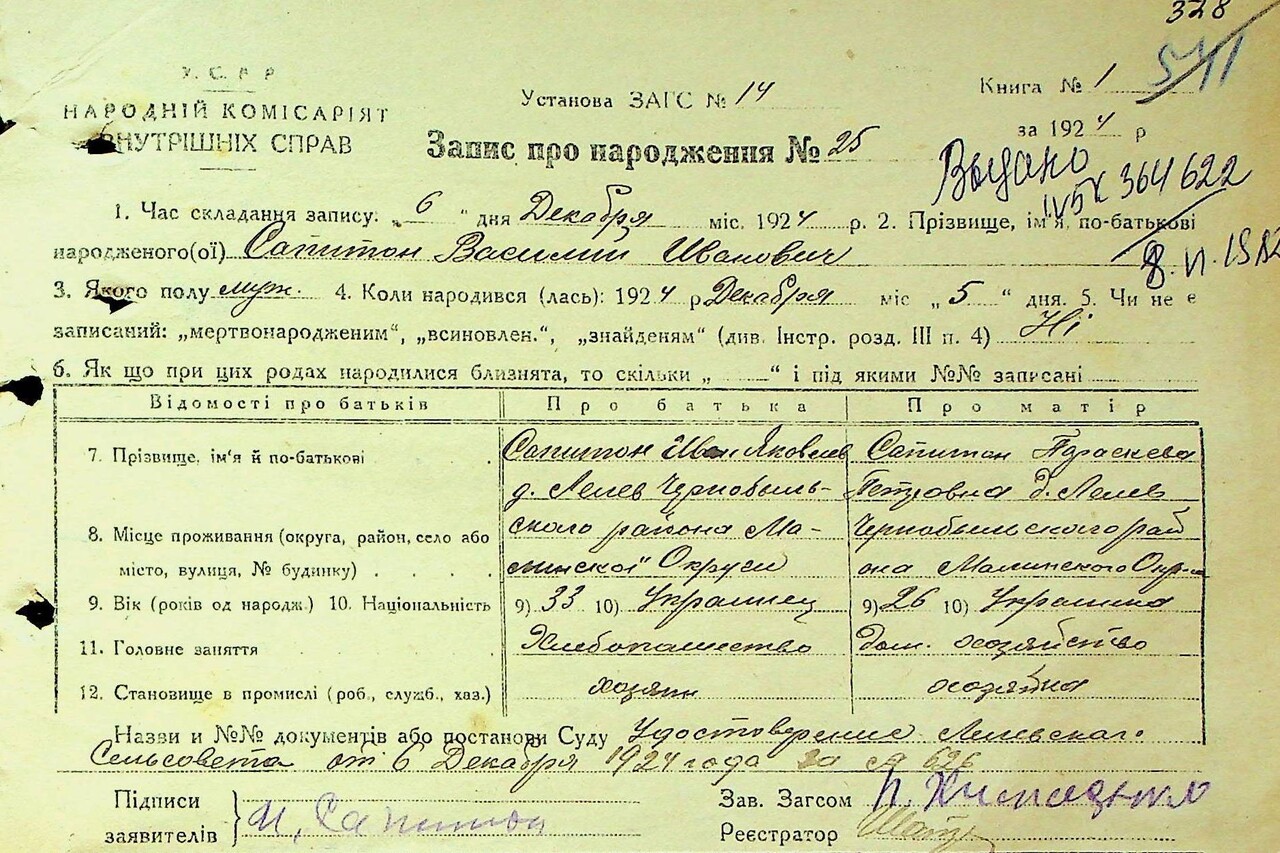 328
541
У.С.Р.Р
НАРОДНІЙ КОМІСАРІЯТ
ВНУТРІШНІХ СПРАВ
Установа ЗАГС № 14
Книга № 1
за 1924 р
Запис про народження № 25
Выдано
IV БК 364622
8.VI.1982
1. Час складання запису: „ 6 “ дня Декабря міс. 1924 р. 2. Прізвище, ім'я, по-батькові
народженого(ої) Сапитон Василий Иванович
3. Якого полу муж. 4. Коли народився (лась): 1924 р Декабря міс „ 5 “ дня. 5. Чи не є
записаний: „мертвонародженим“, „всиновлен.“, „знайденям“ (див. Інстр. розд. III п. 4) Ні
6. Як що при цих родах народилися близнята, то скільки „ “ і під якими №№ записані
Відомості про батьків Про батька Про матір
7. Прізвище, ім'я й по-батькові Сапитон Иван Яковлев Сапитон Параскева
д. Лелев Чернобыль- Петровна д. Лелев
8. Місце проживання (округа, район, село або ского района Ма- Чернобыльского рай
місто, вулиця, № будинку) линской Округи она Малинского Окр
9. Вік (років од народж.) 10. Національність 9) 33 10) Украинец 9) 26 10) Украинка
11. Головне заняття Хлебопашество Дом. хозяйство
12. Становище в промислі (роб., служб., хаз.) хозяин хозяйка
Назви и №№ документів або постанови Суду Удостоверение Лелевскаго
Сельсовета от 6 Декабря 1924 года за № 626
Підписи
заявителів
И. Сапитон
Зав. Загсом
Реєстратор